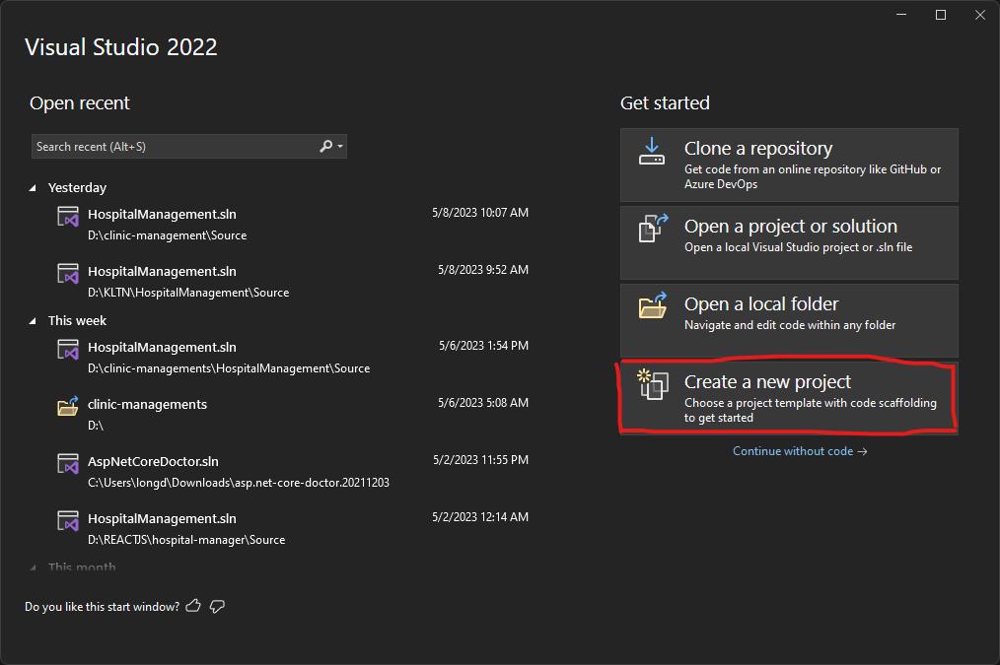 Visual Studio 2022
Open recent
Search recent (Alt+S)
Yesterday
HospitalManagement.sln 5/8/2023 10:07 AM
D:\clinic-management\Source
HospitalManagement.sln 5/8/2023 9:52 AM
D:\KLTN\HospitalManagement\Source
This week
HospitalManagement.sln 5/6/2023 1:54 PM
D:\clinic-managements\HospitalManagement\Source
clinic-managements 5/6/2023 5:08 AM
D:\
AspNetCoreDoctor.sln 5/2/2023 11:55 PM
C:\Users\longd\Downloads\asp.net-core-doctor.20211203
HospitalManagement.sln 5/2/2023 12:14 AM
D:\REACTJS\hospital-manager\Source
This month
Do you like this start window?
Get started
Clone a repository
Get code from an online repository like GitHub or
Azure DevOps
Open a project or solution
Open a local Visual Studio project or .sln file
Open a local folder
Navigate and edit code within any folder
Create a new project
Choose a project template with code scaffolding
to get started
Continue without code →